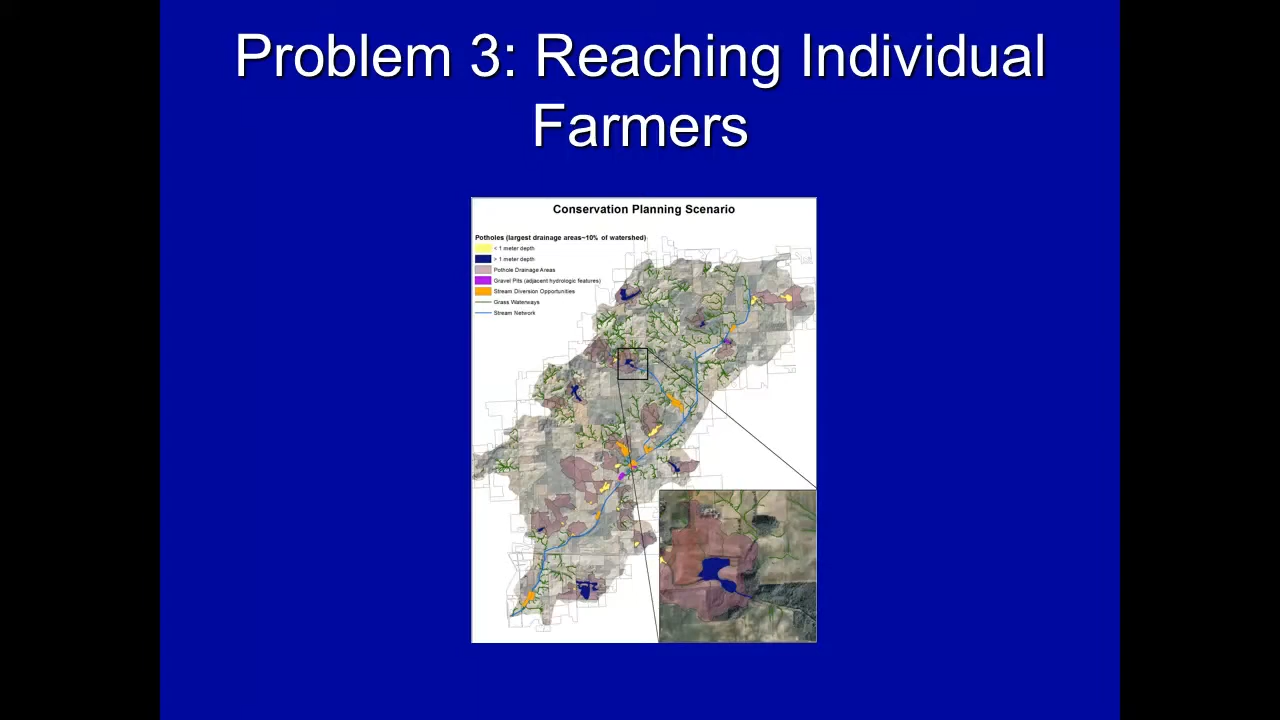 Problem 3: Reaching Individual
Farmers
Conservation Planning Scenario
Potholes (largest drainage areas~10% of watershed)
< 1 meter depth
> 1 meter depth
Pothole Drainage Areas
Gravel Pits (adjacent hydrologic features)
Stream Diversion Opportunities
Grass Waterways
Stream Network